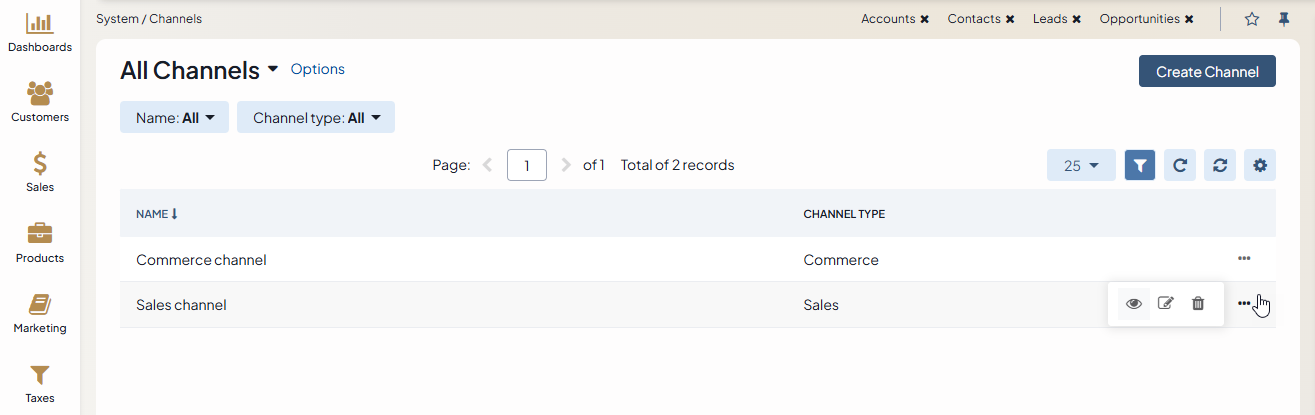 System / Channels
Accounts ✖ Contacts ✖ Leads ✖ Opportunities ✖
Dashboards
Customers
Sales
Products
Marketing
Taxes
All Channels Options
Create Channel
Name: All Channel type: All
Page: 1 of 1 Total of 2 records 25
NAME CHANNEL TYPE
Commerce channel Commerce
Sales channel Sales